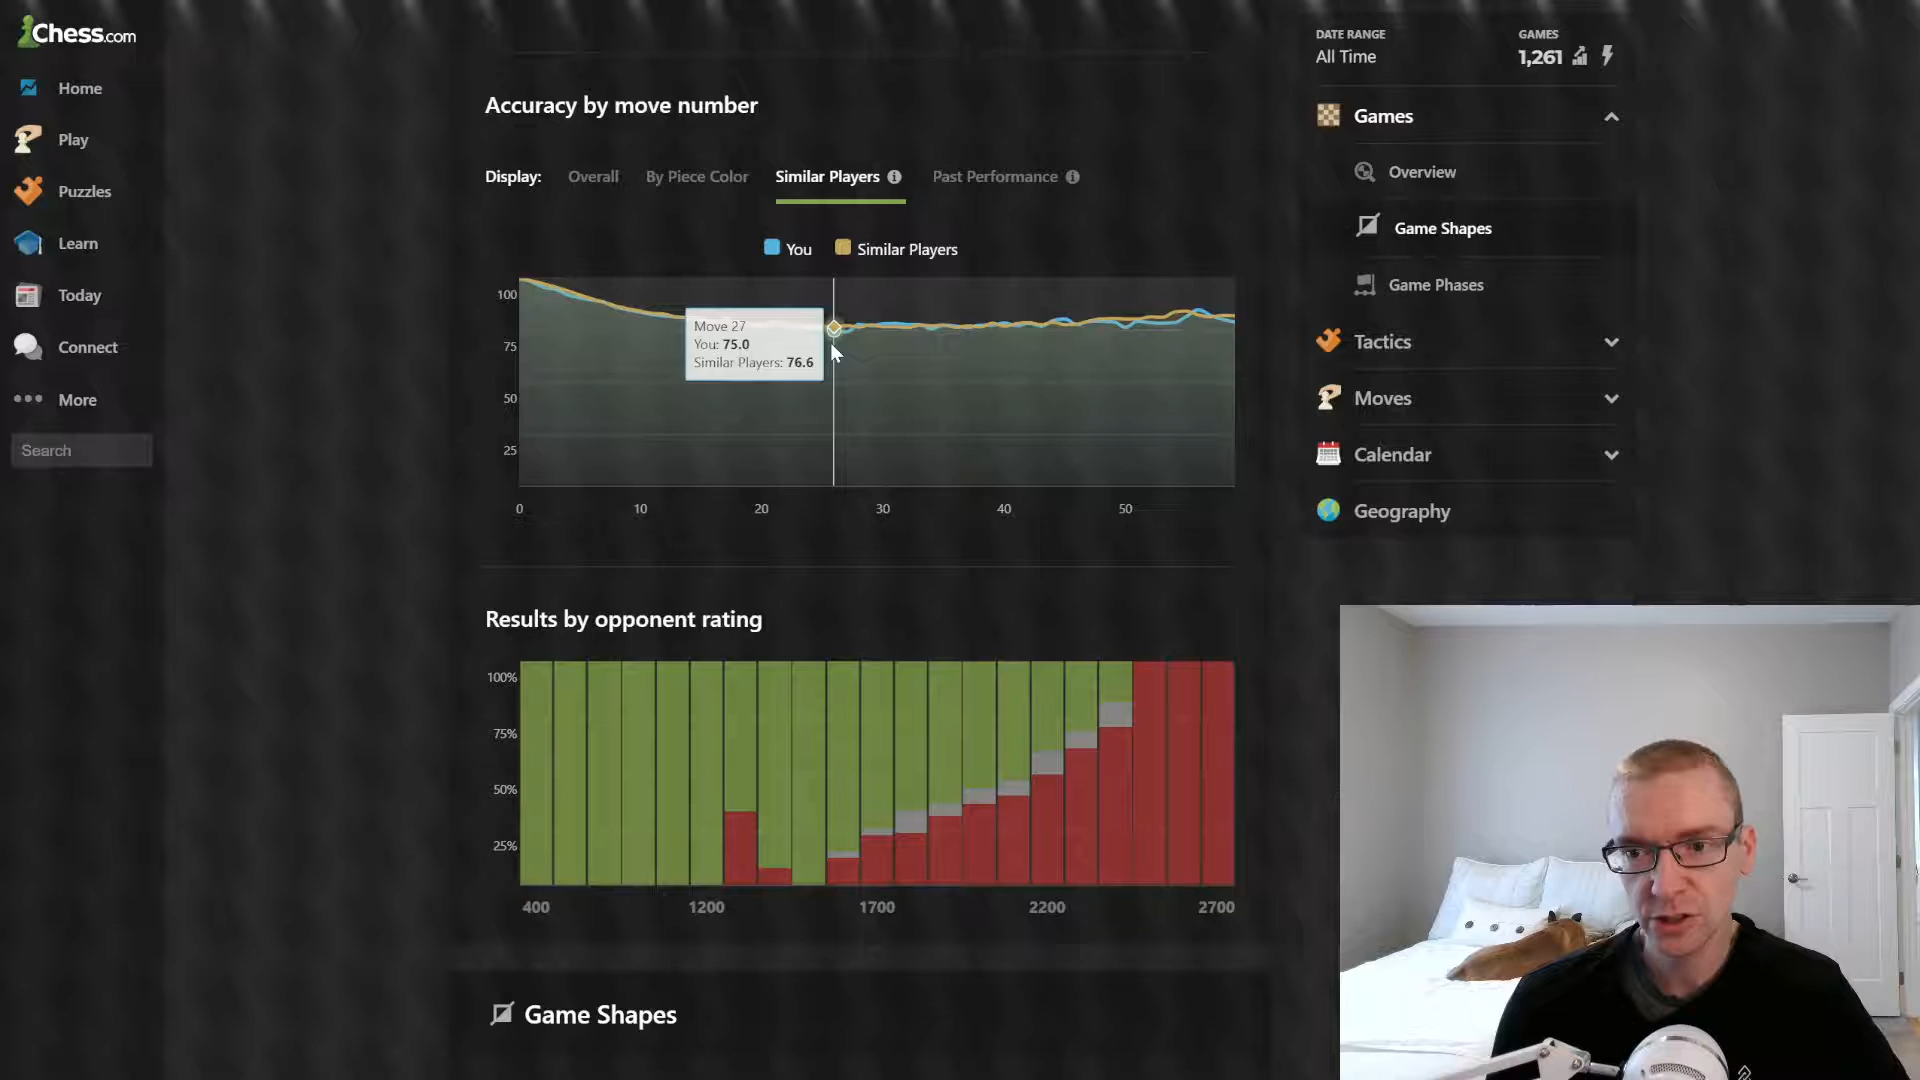 Chess.com
Home
Play
Puzzles
Learn
Today
Connect
More
Search
Accuracy by move number
Display: Overall By Piece Color Similar Players Past Performance
You Similar Players
100
75
50
25
Move 27
You: 75.0
Similar Players: 76.6
0 10 20 30 40 50
Results by opponent rating
100%
75%
50%
25%
400 1200 1700 2200 2700
Game Shapes
DATE RANGE GAMES
All Time 1,261
Games
Overview
Game Shapes
Game Phases
Tactics
Moves
Calendar
Geography